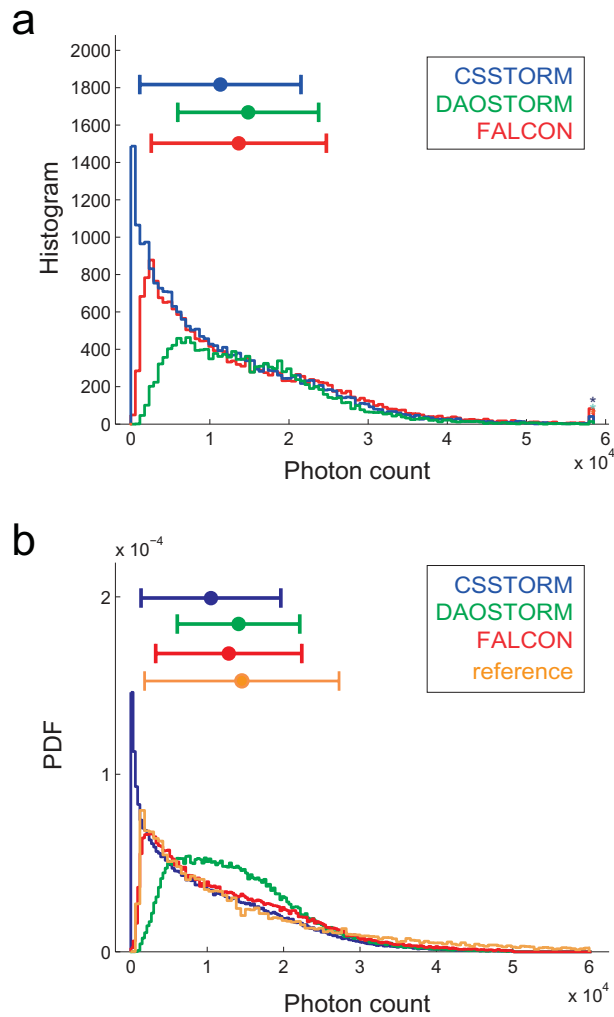 a
2000
1800
1600
1400
1200
1000
800
600
400
200
0
Histogram
CSSTORM
DAOSTORM
FALCON
*
*
0 1 2 3 4 5 6
x 10^4
Photon count
b
x 10^-4
2
1
0
PDF
CSSTORM
DAOSTORM
FALCON
reference
0 1 2 3 4 5 6
x 10^4
Photon count